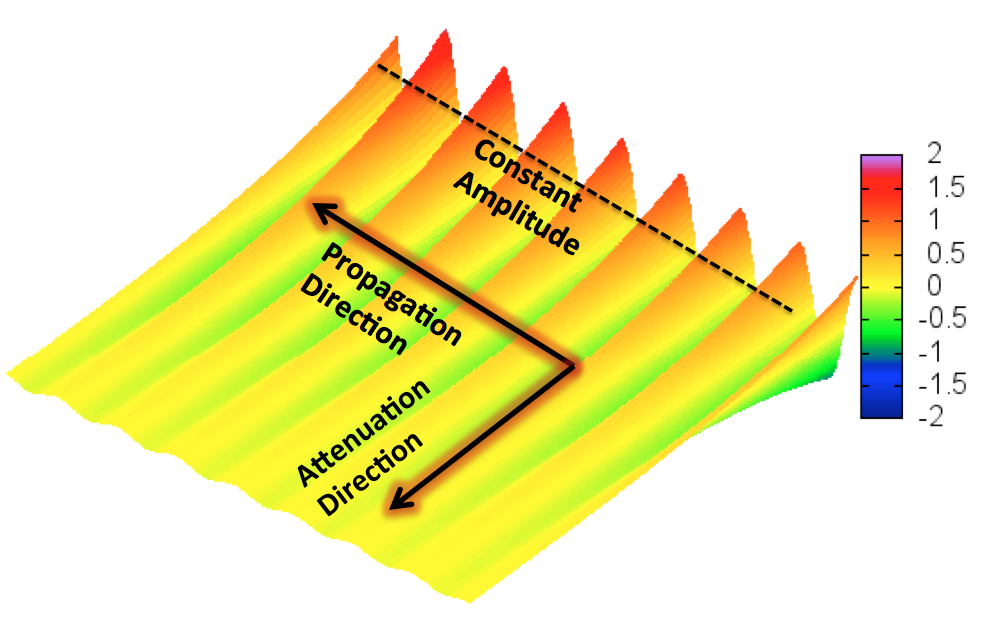 Constant
Amplitude
Propagation
Direction
Attenuation
Direction
2
1.5
1
0.5
0
-0.5
-1
-1.5
-2